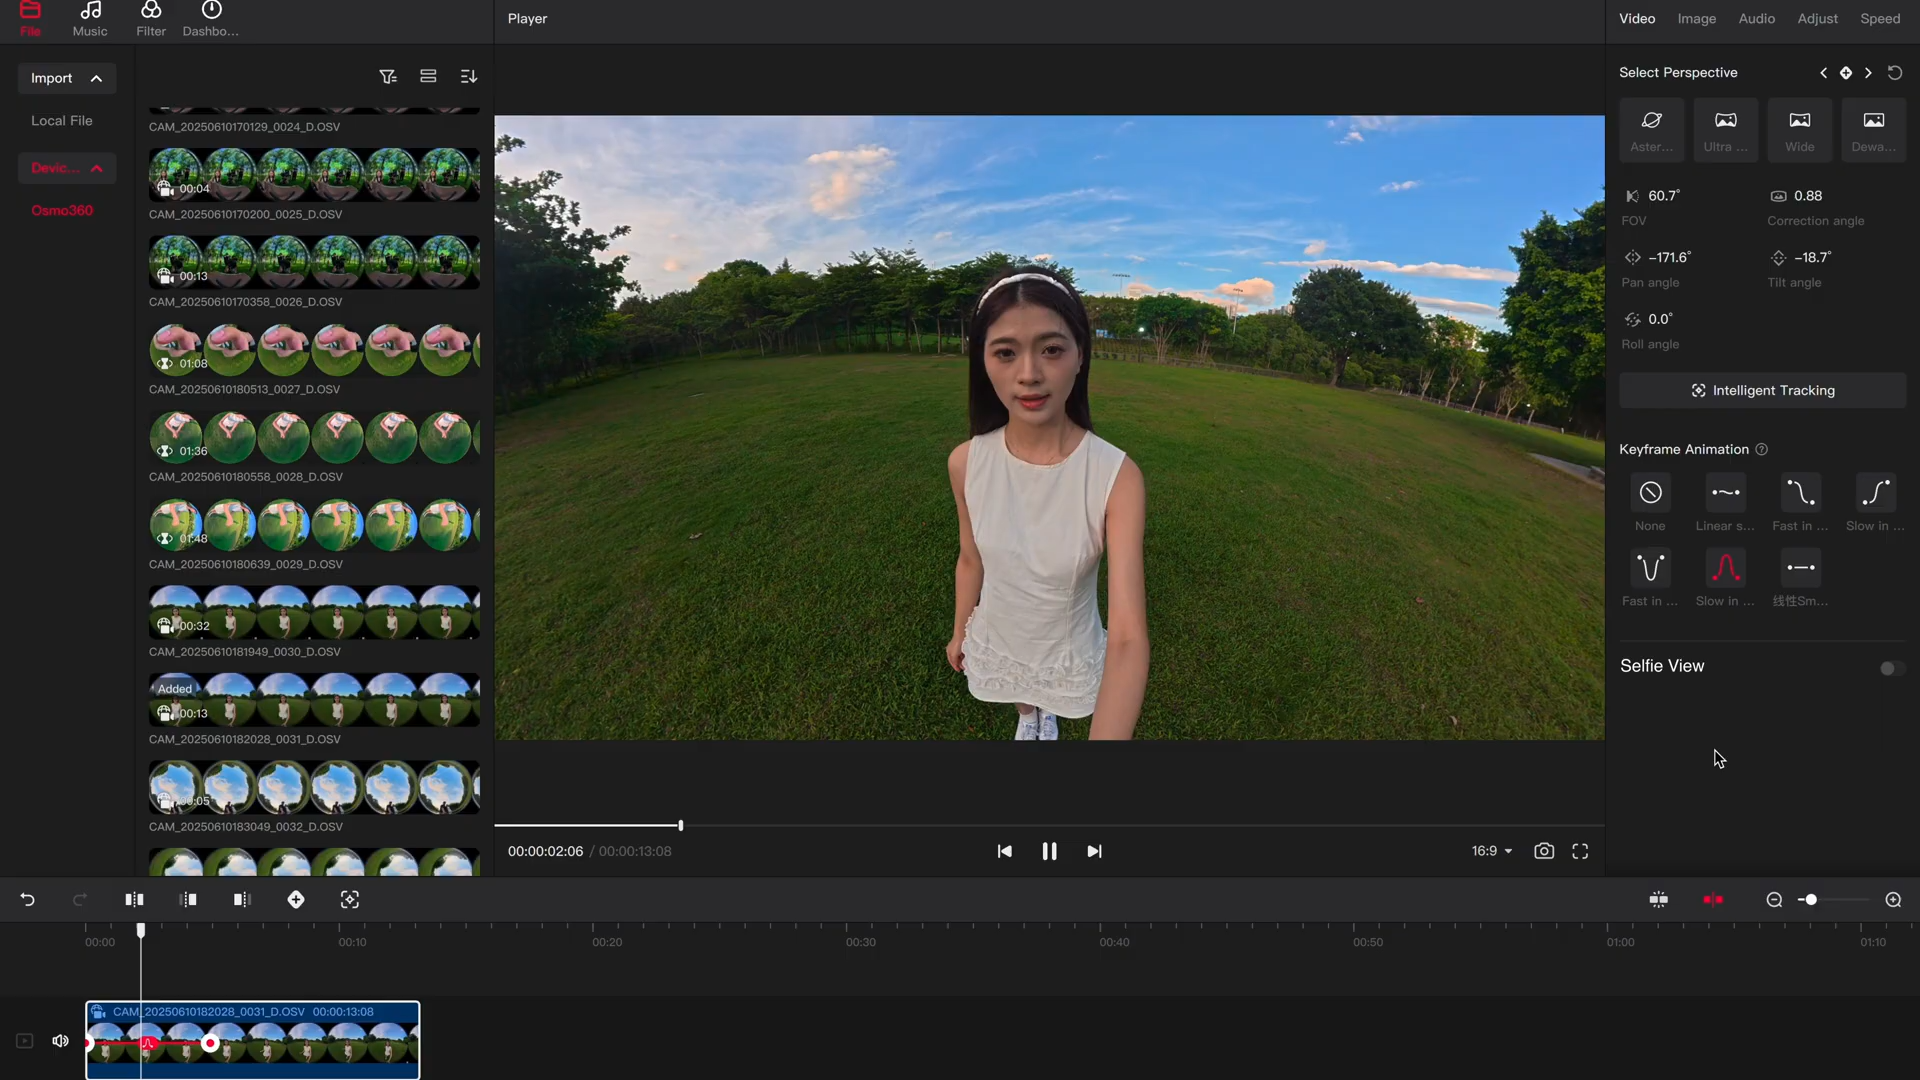 File
Music
Filter
Dashbo...
Player
Video
Image
Audio
Adjust
Speed
Import
Local File
Devic...
Osmo360
CAM_20250610170129_0024_D.OSV
00:04
CAM_20250610170200_0025_D.OSV
00:13
CAM_20250610170358_0026_D.OSV
01:08
CAM_20250610180513_0027_D.OSV
01:36
CAM_20250610180558_0028_D.OSV
01:48
CAM_20250610180639_0029_D.OSV
00:32
CAM_20250610181949_0030_D.OSV
Added
00:13
CAM_20250610182028_0031_D.OSV
00:05
CAM_20250610183049_0032_D.OSV
00:00:02:06 / 00:00:13:08
16:9
Select Perspective
Aster...
Ultra ...
Wide
Dewa...
60.7°
FOV
0.88
Correction angle
-171.6°
Pan angle
-18.7°
Tilt angle
0.0°
Roll angle
Intelligent Tracking
Keyframe Animation
None
Linear s...
Fast in ...
Slow in ...
Fast in ...
Slow in ...
线性Sm...
Selfie View
00:00
00:10
00:20
00:30
00:40
00:50
01:00
01:10
CAM_20250610182028_0031_D.OSV 00:00:13:08